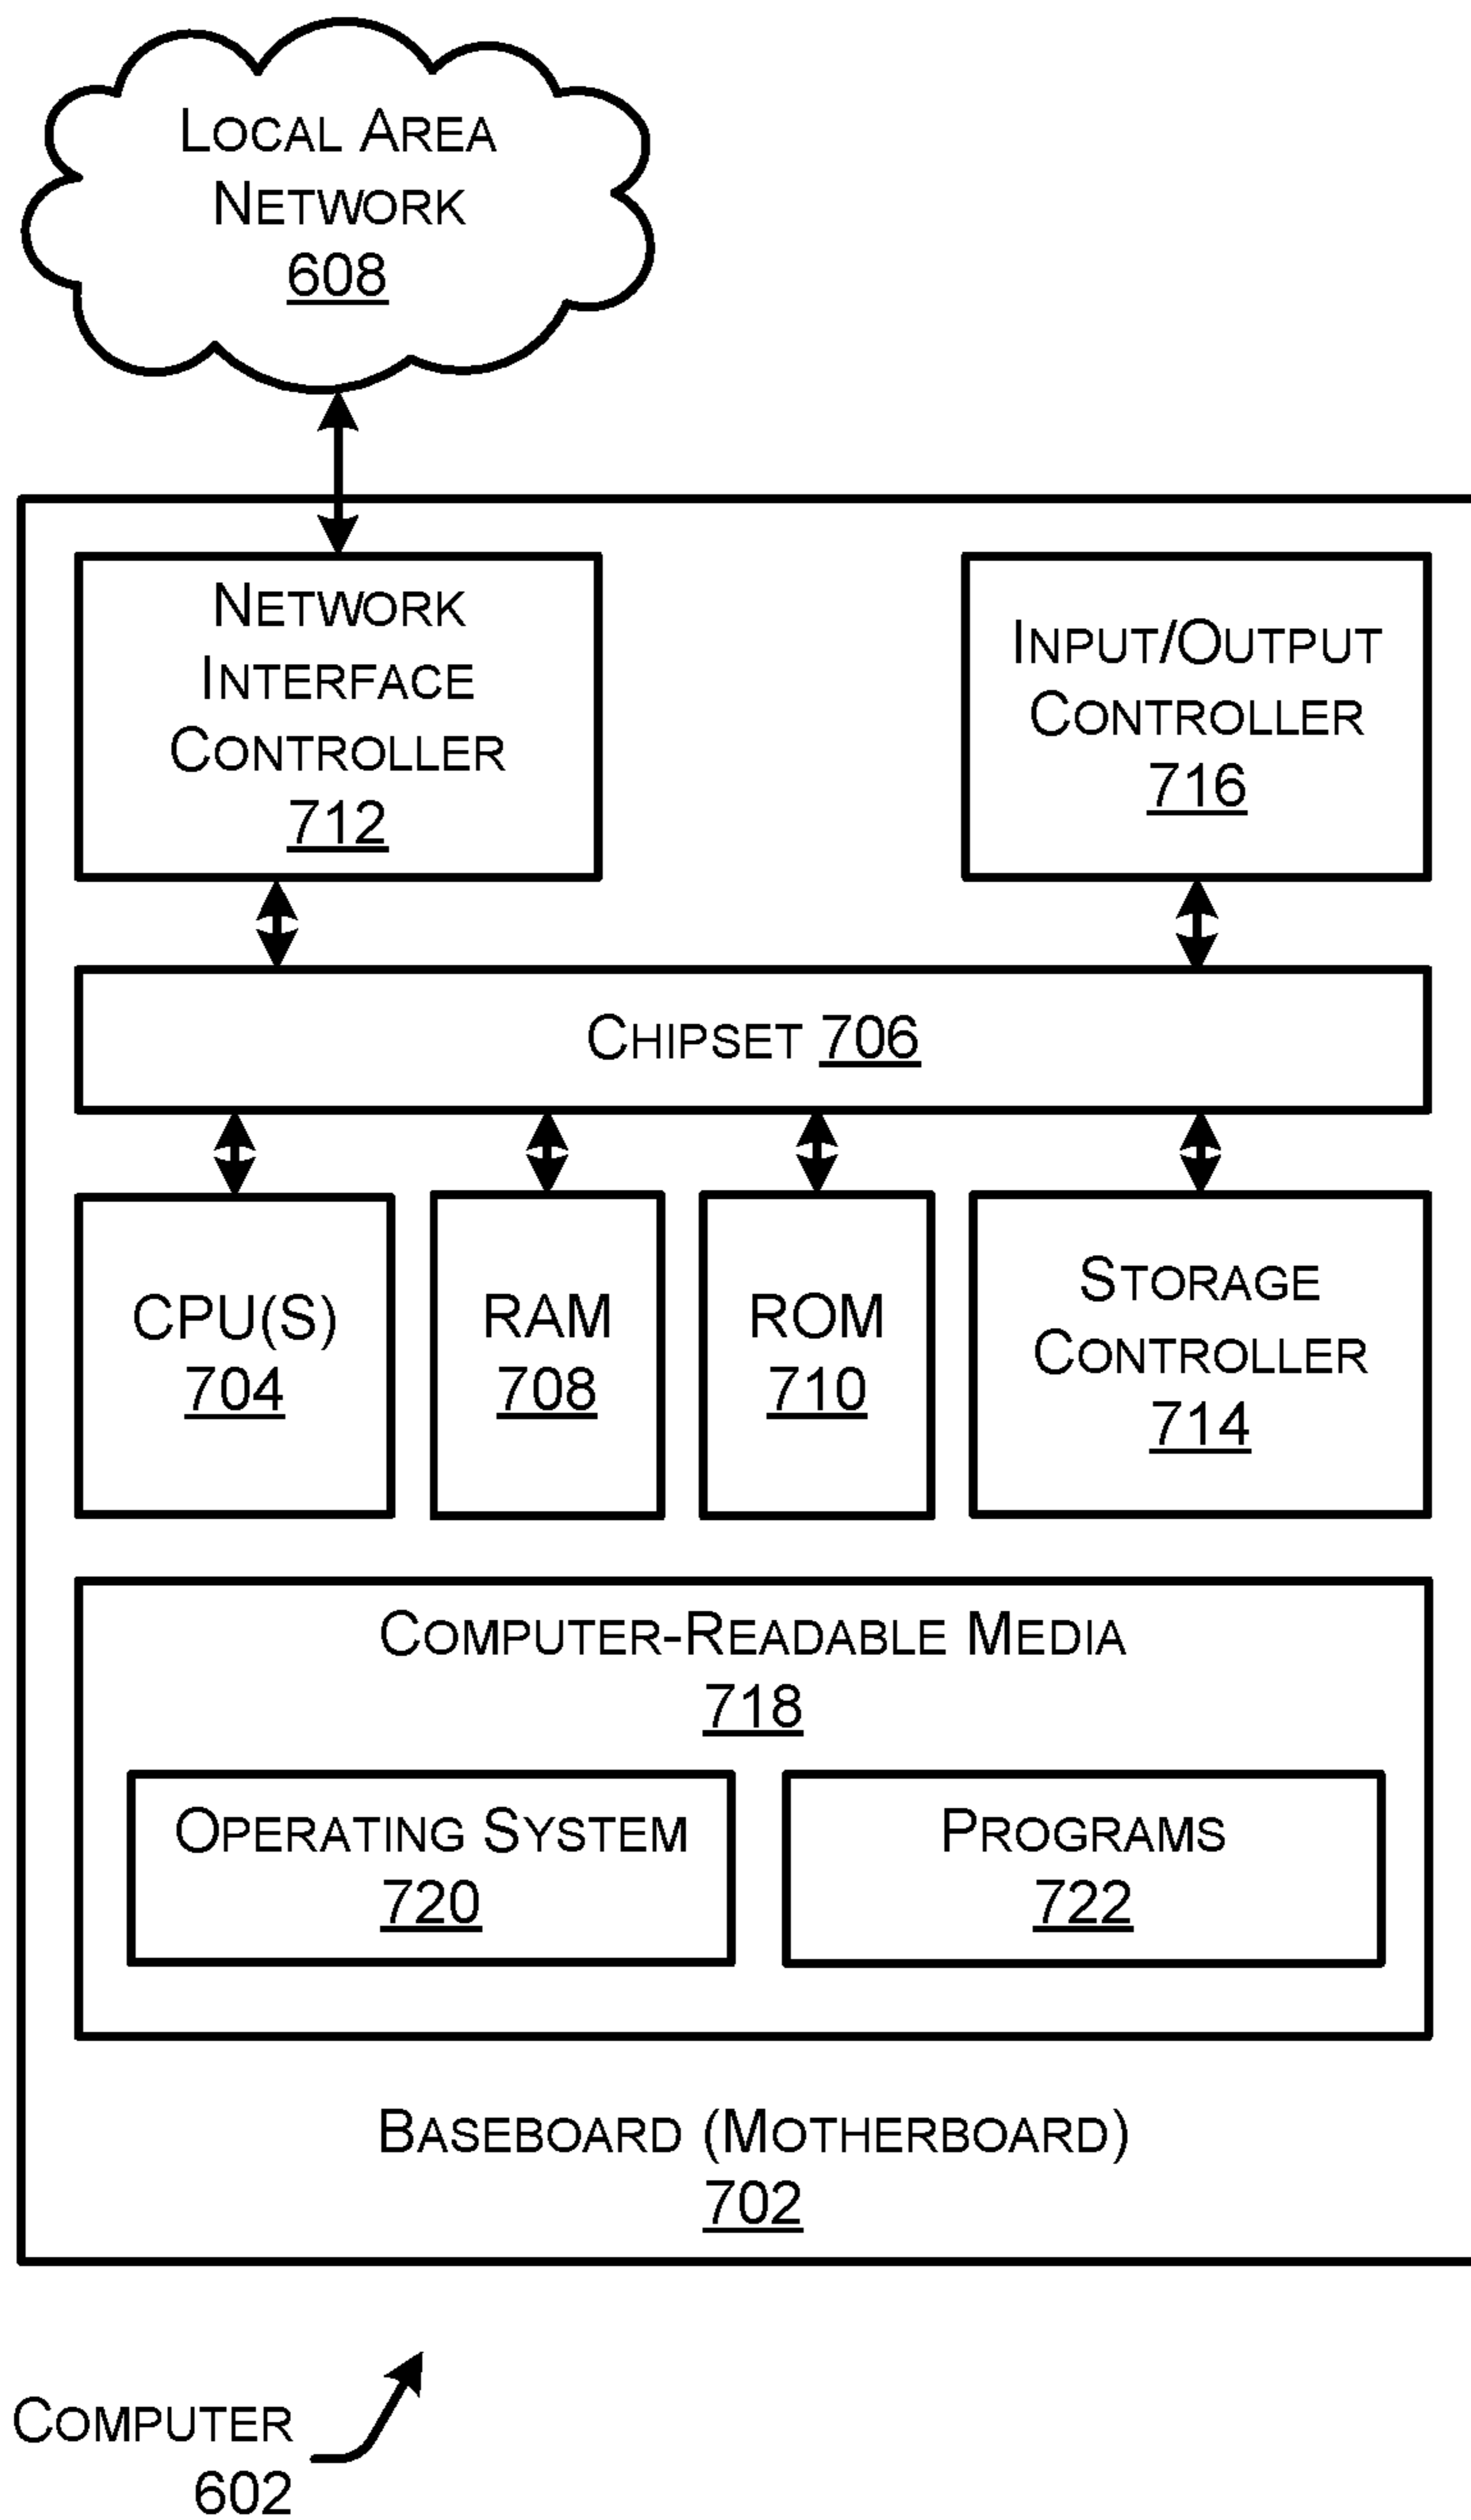 LOCAL AREA
NETWORK
608
NETWORK
INTERFACE
CONTROLLER
712
INPUT/OUTPUT
CONTROLLER
716
CHIPSET 706
CPU(S)
704
RAM
708
ROM
710
STORAGE
CONTROLLER
714
COMPUTER-READABLE MEDIA
718
OPERATING SYSTEM
720
PROGRAMS
722
BASEBOARD (MOTHERBOARD)
702
COMPUTER
602